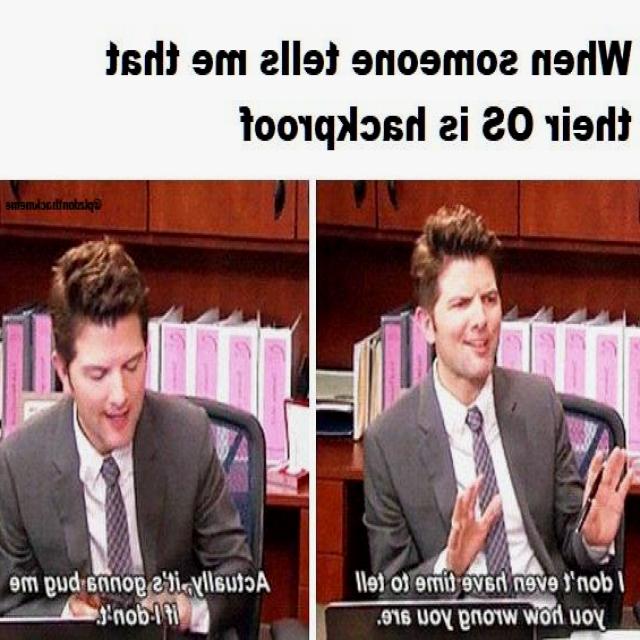 When someone tells me that
their OS is hackproof
@plzdonthackmeme
I don't even have time to tell
you how wrong you are.
Actually, it's gonna bug me
if I don't.